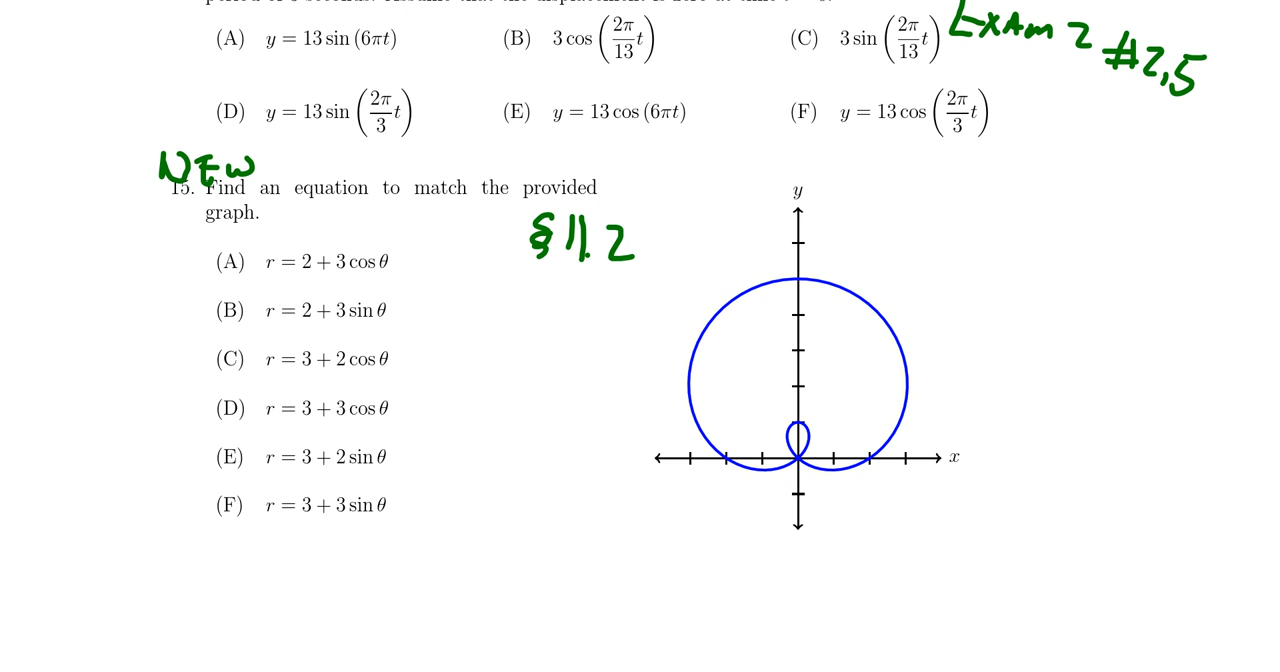 (A) y = 13 sin (6πt) (B) 3 cos (2π/13 t) (C) 3 sin (2π/13 t) Exam 2 #2,5
(D) y = 13 sin (2π/3 t) (E) y = 13 cos (6πt) (F) y = 13 cos (2π/3 t)
NEW
15. Find an equation to match the provided
graph.
§ 11.2
(A) r = 2 + 3 cos θ
(B) r = 2 + 3 sin θ
(C) r = 3 + 2 cos θ
(D) r = 3 + 3 cos θ
(E) r = 3 + 2 sin θ
(F) r = 3 + 3 sin θ
y
x